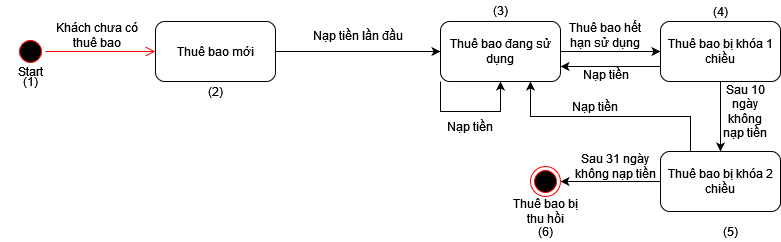 Khách chưa có
thuê bao
Start
(1)
Thuê bao mới
(2)
Nạp tiền lần đầu
(3)
Thuê bao đang sử
dụng
Nạp tiền
Thuê bao hết
hạn sử dụng
Nạp tiền
(4)
Thuê bao bị khóa 1
chiều
Sau 10
ngày
không
nạp tiền
Nạp tiền
Thuê bao bị khóa 2
chiều
(5)
Sau 31 ngày
không nạp tiền
Thuê bao bị
thu hồi
(6)